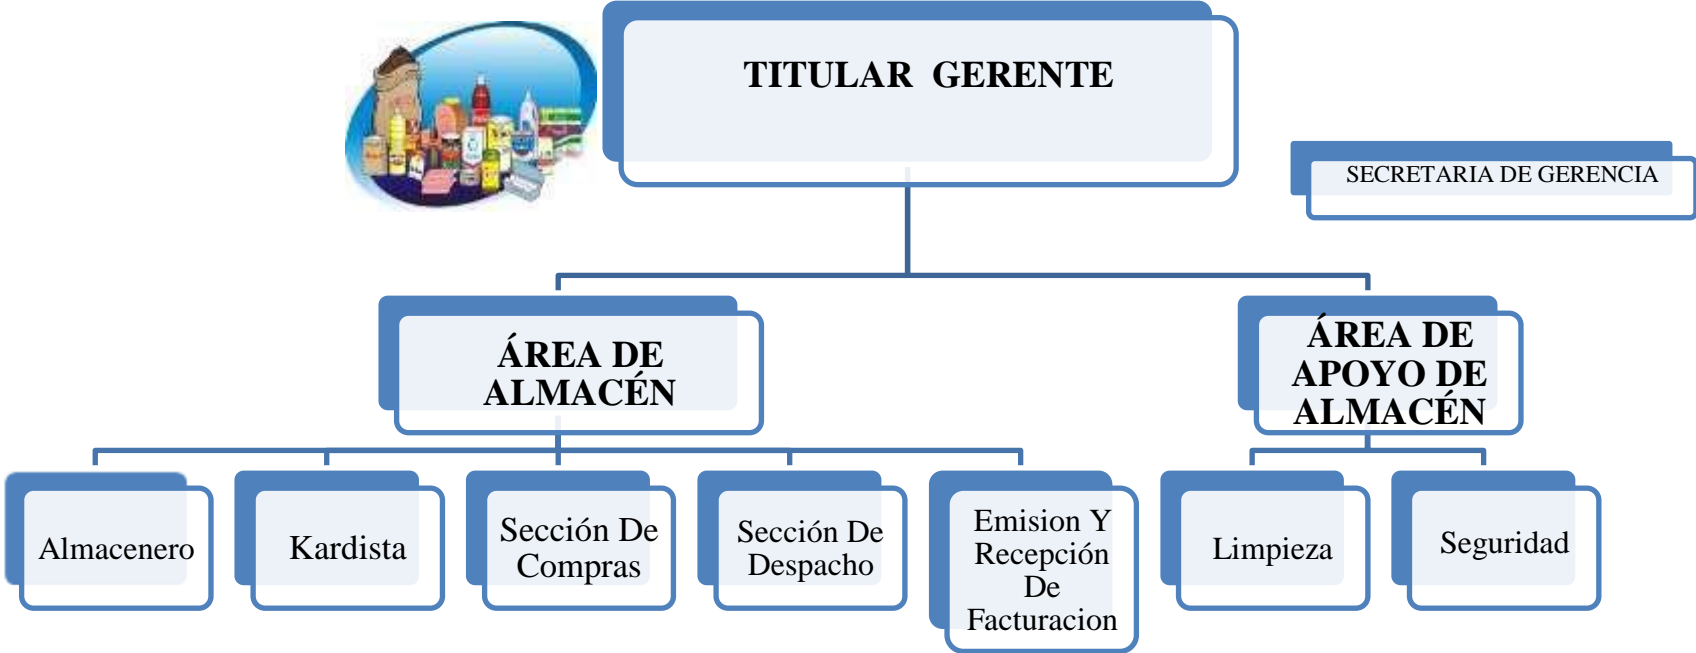 TITULAR GERENTE
SECRETARIA DE GERENCIA
ÁREA DE
ALMACÉN
ÁREA DE
APOYO DE
ALMACÉN
Almacenero
Kardista
Sección De
Compras
Sección De
Despacho
Emision Y
Recepción
De
Facturacion
Limpieza
Seguridad